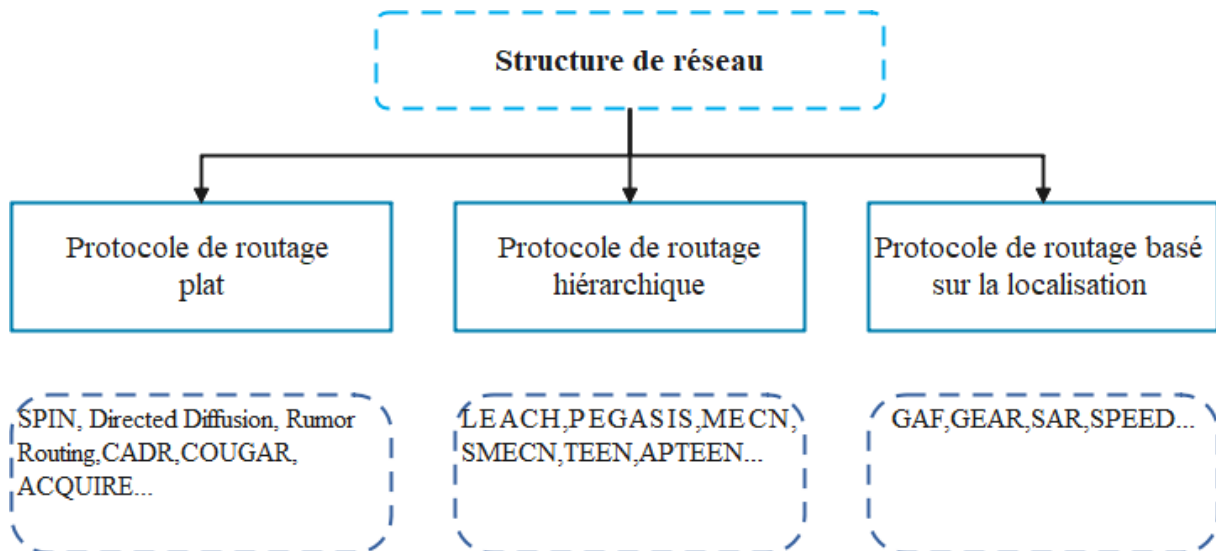 Structure de réseau
Protocole de routage
plat
Protocole de routage
hiérarchique
Protocole de routage basé
sur la localisation
SPIN, Directed Diffusion, Rumor
Routing,CADR,COUGAR,
ACQUIRE...
LEACH,PEGASIS,MECN,
SMECN,TEEN,APTEEN...
GAF,GEAR,SAR,SPEED...